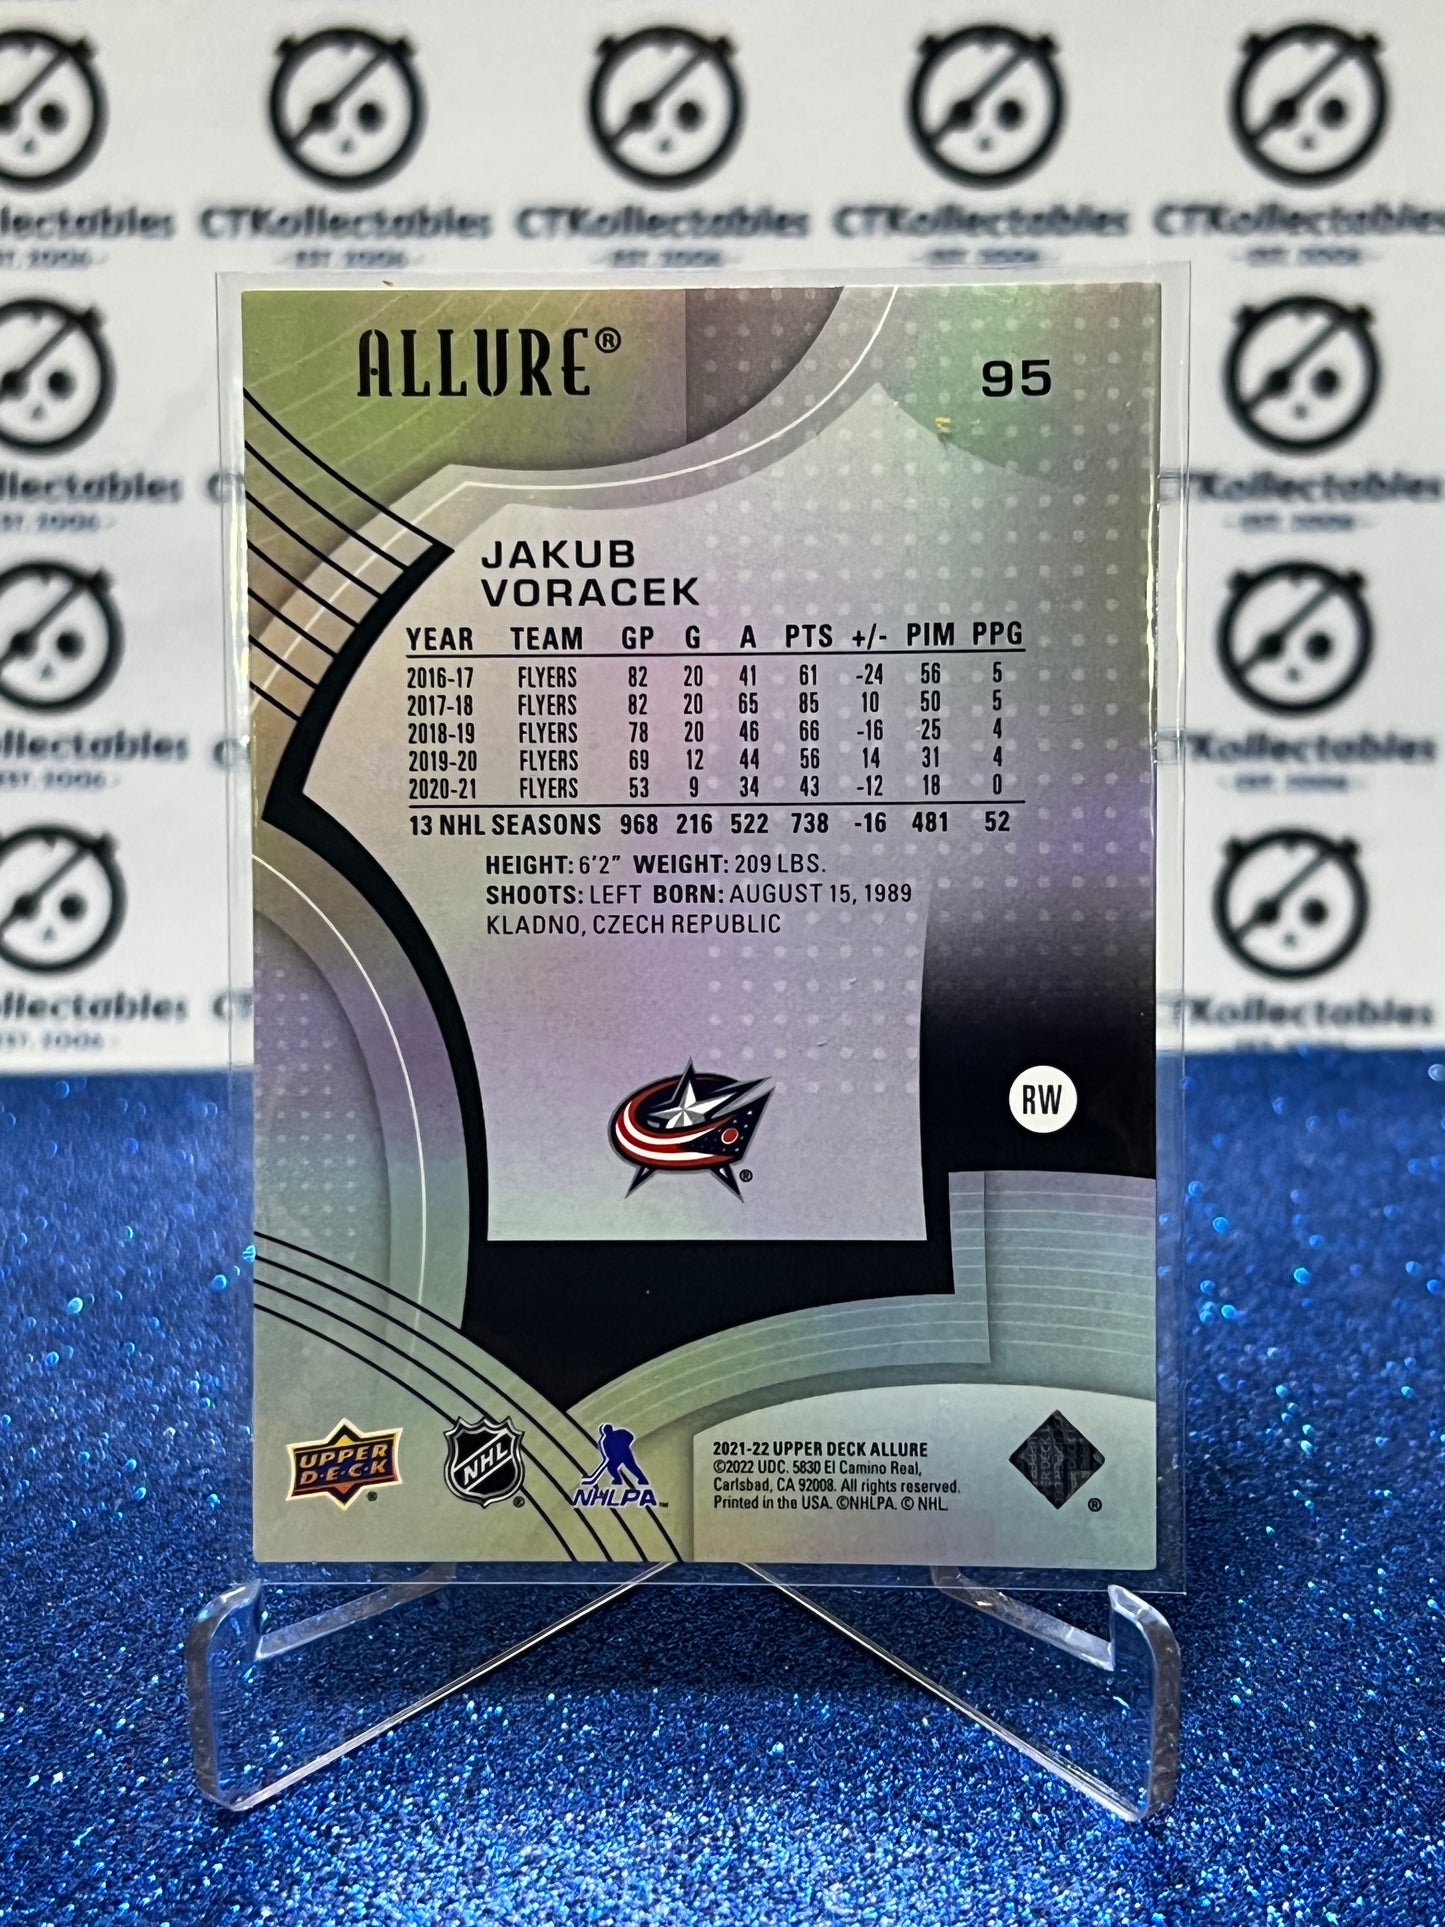 CTKollectables CTKollectables CTKollectables CTKollectables
EST. 2006
ALLURE®
95
JAKUB
VORACEK
YEAR TEAM GP G A PTS +/- PIM PPG
2016-17 FLYERS 82 20 41 61 -24 56 5
2017-18 FLYERS 82 20 65 85 10 50 5
2018-19 FLYERS 78 20 46 66 -16 25 4
2019-20 FLYERS 69 12 44 56 14 31 4
2020-21 FLYERS 53 9 34 43 -12 18 0
13 NHL SEASONS 968 216 522 738 -16 481 52
HEIGHT: 6'2" WEIGHT: 209 LBS.
SHOOTS: LEFT BORN: AUGUST 15, 1989
KLADNO, CZECH REPUBLIC
RW
UPPER
D·E·C·K
NHL
NHLPA
2021-22 UPPER DECK ALLURE
©2022 UDC. 5830 El Camino Real,
Carlsbad, CA 92008. All rights reserved.
Printed in the USA. ©NHLPA. © NHL.